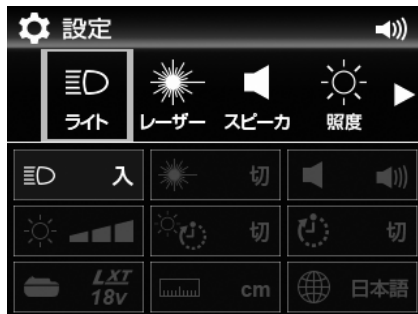 設定
ライト レーザー スピーカ 照度
入 切
切 切
LXT
18v cm 日本語